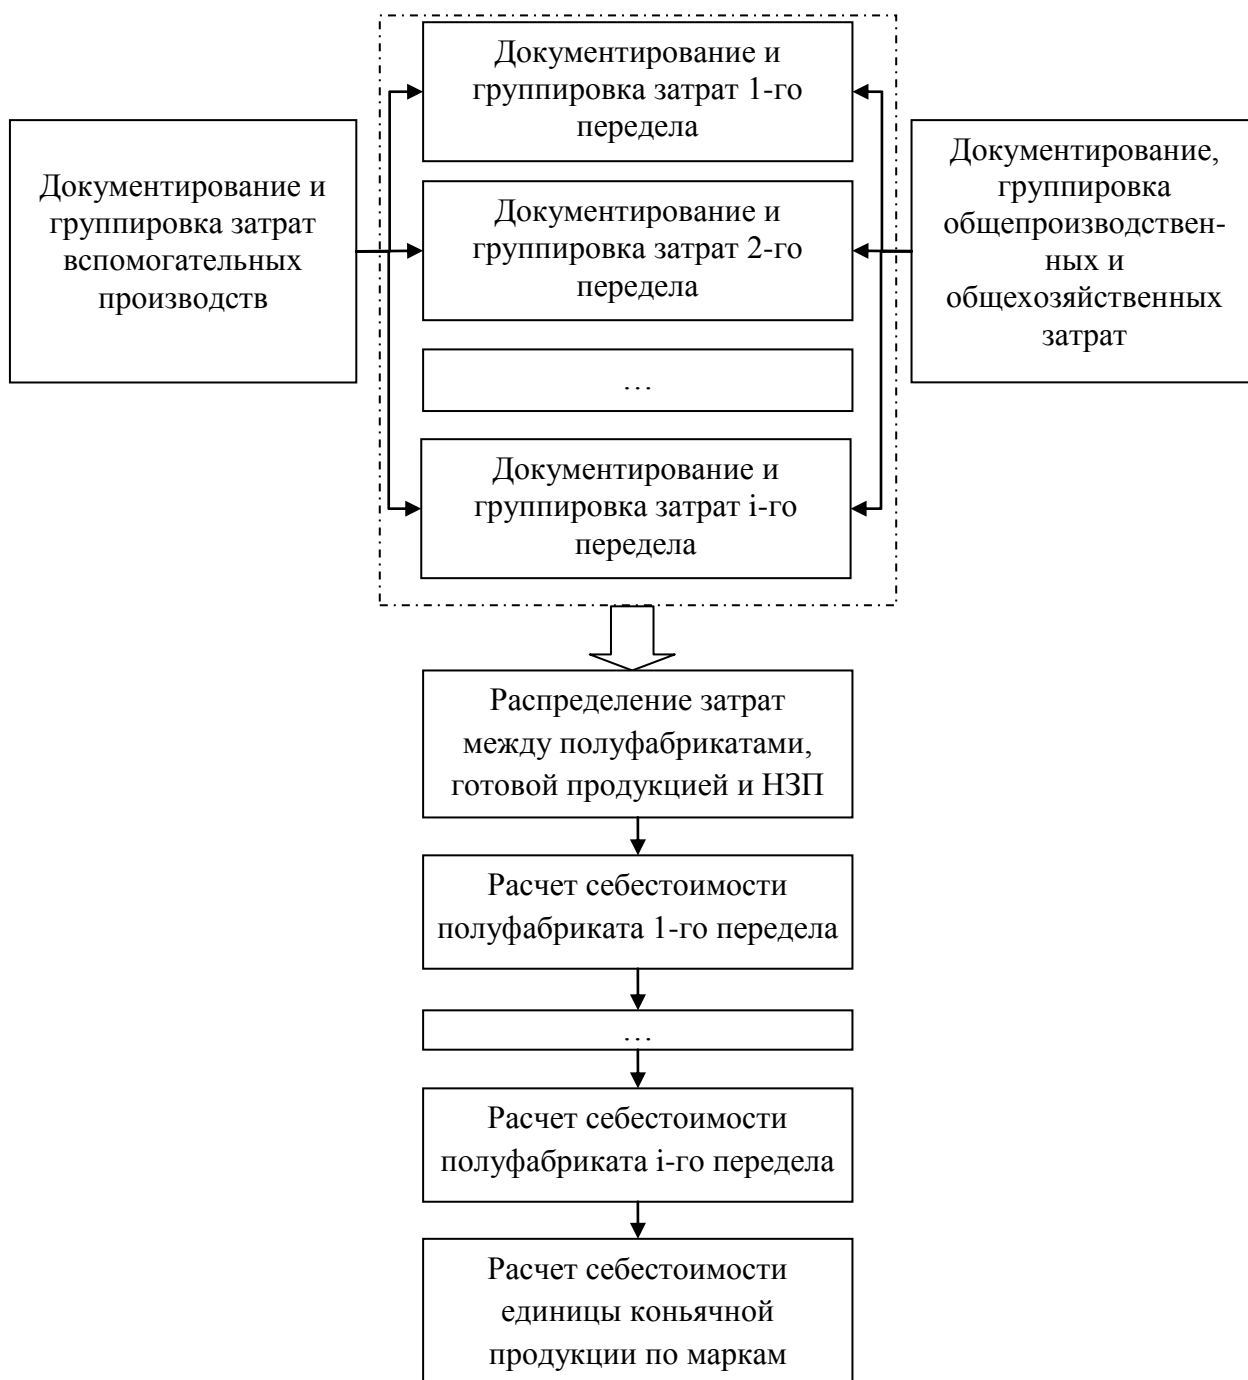 Документирование и
группировка затрат 1-го
передела
Документирование и
группировка затрат
вспомогательных
производств
Документирование и
группировка затрат 2-го
передела
Документирование,
группировка
общепроизводствен-
ных и
общехозяйственных
затрат
…
Документирование и
группировка затрат i-го
передела
Распределение затрат
между полуфабрикатами,
готовой продукцией и НЗП
Расчет себестоимости
полуфабриката 1-го передела
…
Расчет себестоимости
полуфабриката i-го передела
Расчет себестоимости
единицы коньячной
продукции по маркам